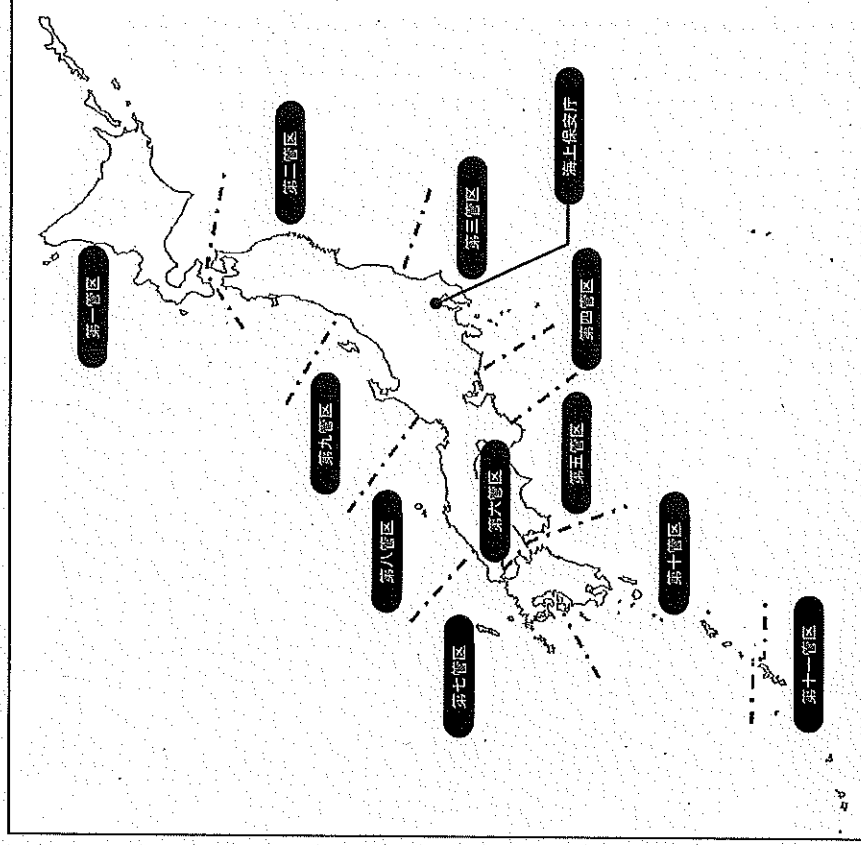 第一管区
第二管区
第三管区
海上保安庁
第四管区
第五管区
第六管区
第七管区
第八管区
第九管区
第十管区
第十一管区